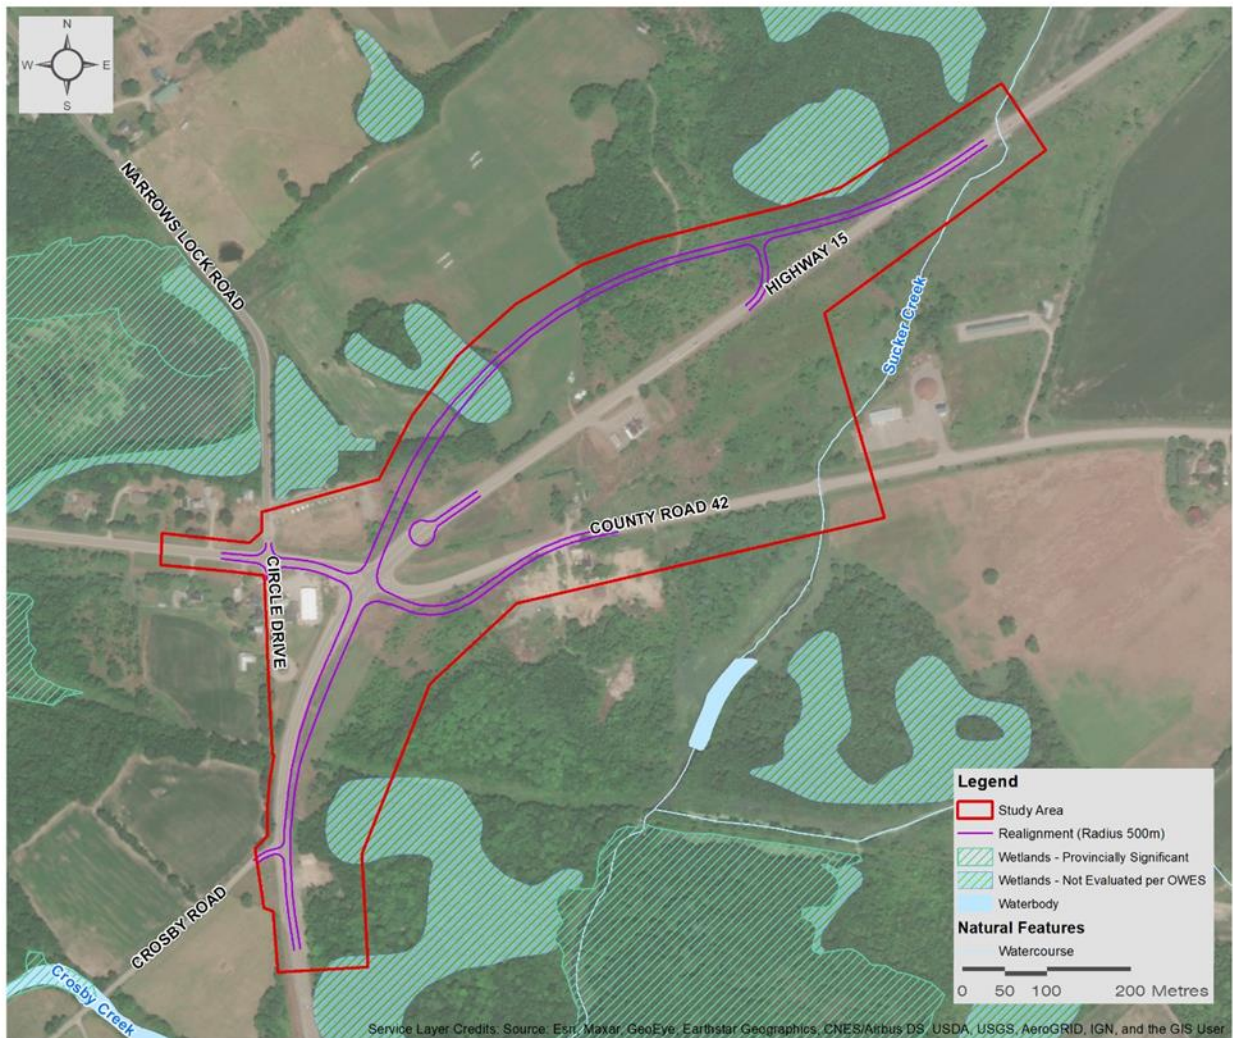 N
W E
S
NARROWS LOCK ROAD
HIGHWAY 15
Sucker Creek
COUNTY ROAD 42
CIRCLE DRIVE
CROSBY ROAD
Crosby Creek
Legend
Study Area
Realignment (Radius 500m)
Wetlands - Provincially Significant
Wetlands - Not Evaluated per OWES
Waterbody
Natural Features
Watercourse
0 50 100 200 Metres
Service Layer Credits: Source: Esri, Maxar, GeoEye, Earthstar Geographics, CNES/Airbus DS, USDA, USGS, AeroGRID, IGN, and the GIS User